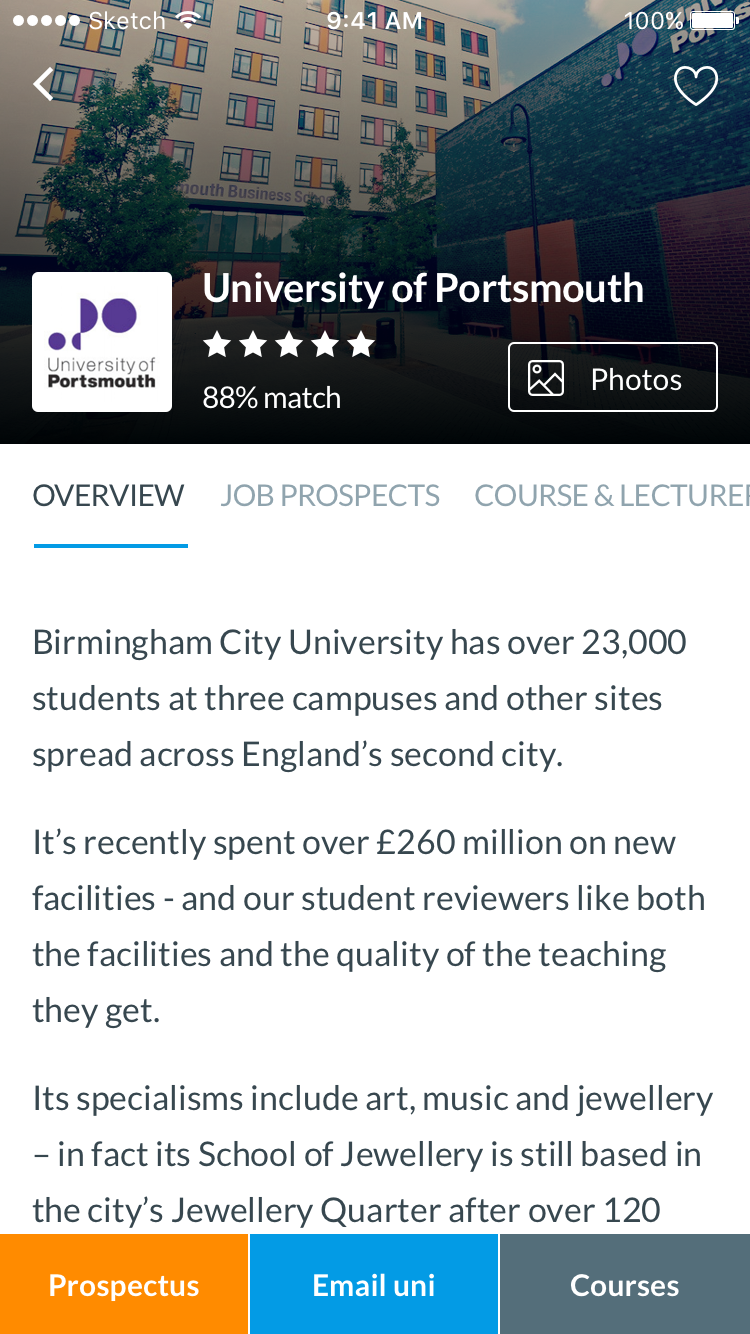 Sketch 9:41 AM 100%
mouth Business School
University of Portsmouth
University of
Portsmouth
88% match
Photos
OVERVIEW JOB PROSPECTS COURSE & LECTURER
Birmingham City University has over 23,000
students at three campuses and other sites
spread across England’s second city.
It’s recently spent over £260 million on new
facilities - and our student reviewers like both
the facilities and the quality of the teaching
they get.
Its specialisms include art, music and jewellery
– in fact its School of Jewellery is still based in
the city’s Jewellery Quarter after over 120
Prospectus Email uni Courses